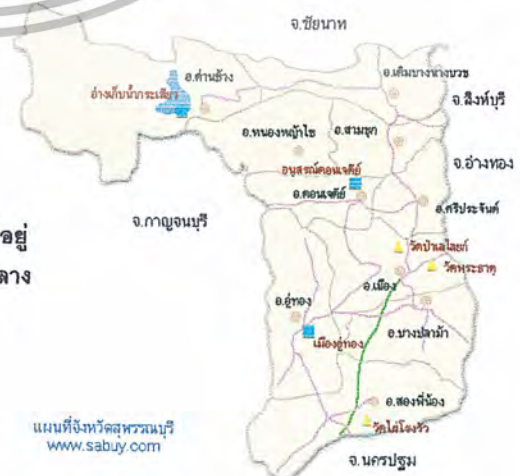 จ.ชัยนาท
อ.ด่านช้าง
อ.เดิมบางนางบวช
อ่างเก็บน้ำกระเสียว
จ.สิงห์บุรี
อ.หนองหญ้าไซ
อ.สามชุก
จ.อ่างทอง
อนุสรณ์ดอนเจดีย์
อ.ดอนเจดีย์
อ.ศรีประจันต์
จ.กาญจนบุรี
อยู่
วัดป่าเลไลยก์
วัดพระธาตุ
ลาง
อ.เมือง
อ.อู่ทอง
อ.บางปลาม้า
เมืองอู่ทอง
อ.สองพี่น้อง
แผนที่จังหวัดสุพรรณบุรี
www.sabuy.com
วัดไผ่โรงวัว
จ.นครปฐม